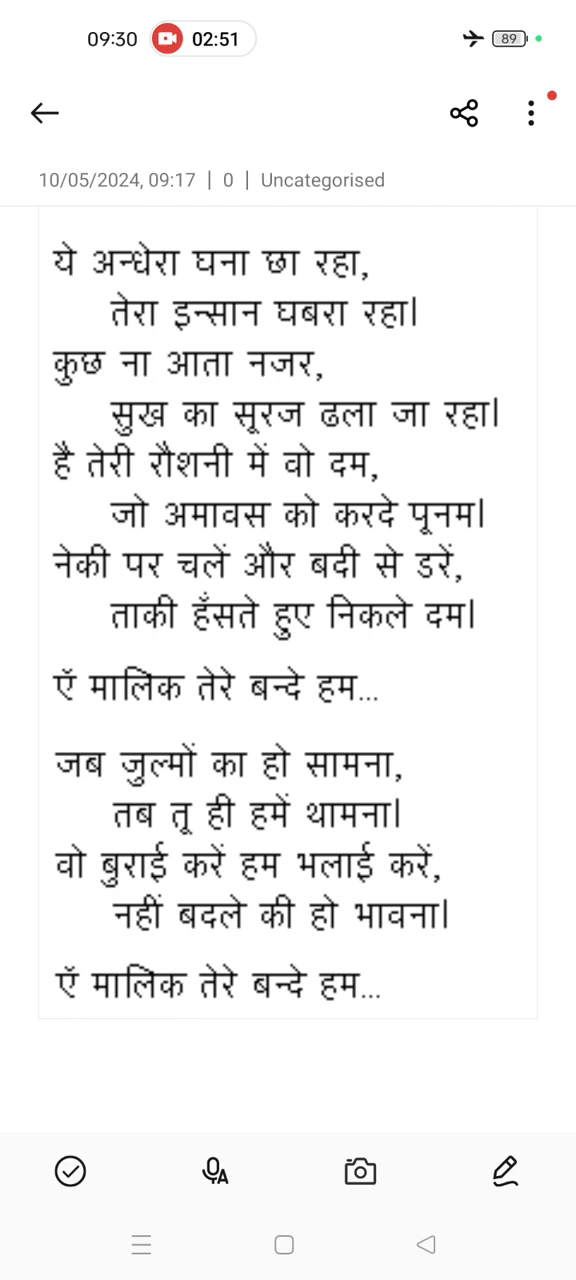 09:30 02:51 89
10/05/2024, 09:17 | 0 | Uncategorised
ये अन्धेरा घना छा रहा,
तेरा इन्सान घबरा रहा।
कुछ ना आता नजर,
सुख का सूरज ढला जा रहा।
है तेरी रौशनी में वो दम,
जो अमावस को करदे पूनम।
नेकी पर चलें और बदी से डरें,
ताकी हँसते हुए निकले दम।
ऍ मालिक तेरे बन्दे हम...
जब जुल्मों का हो सामना,
तब तू ही हमें थामना।
वो बुराई करें हम भलाई करें,
नहीं बदले की हो भावना।
ऍ मालिक तेरे बन्दे हम...
A